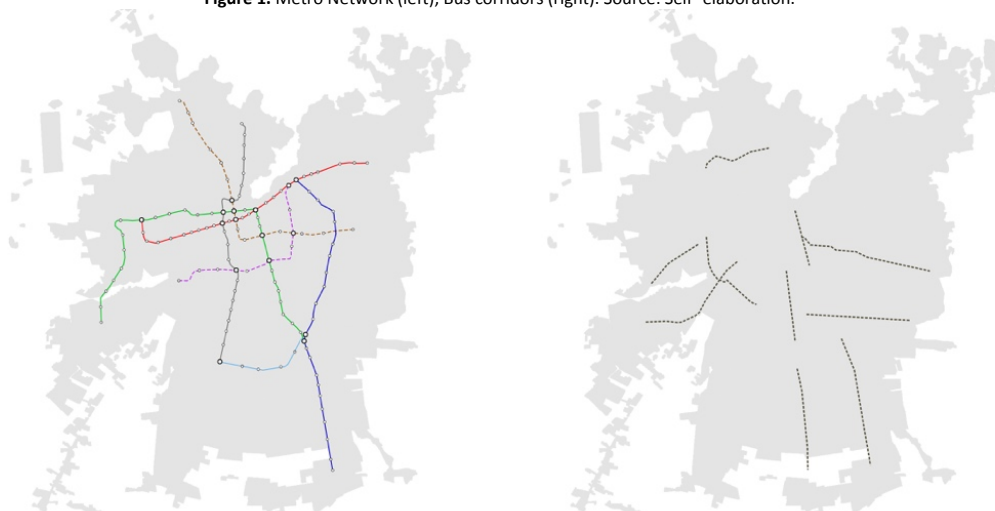 Figure 1. Metro Network (left), Bus corridors (right). Source: Self- elaboration.